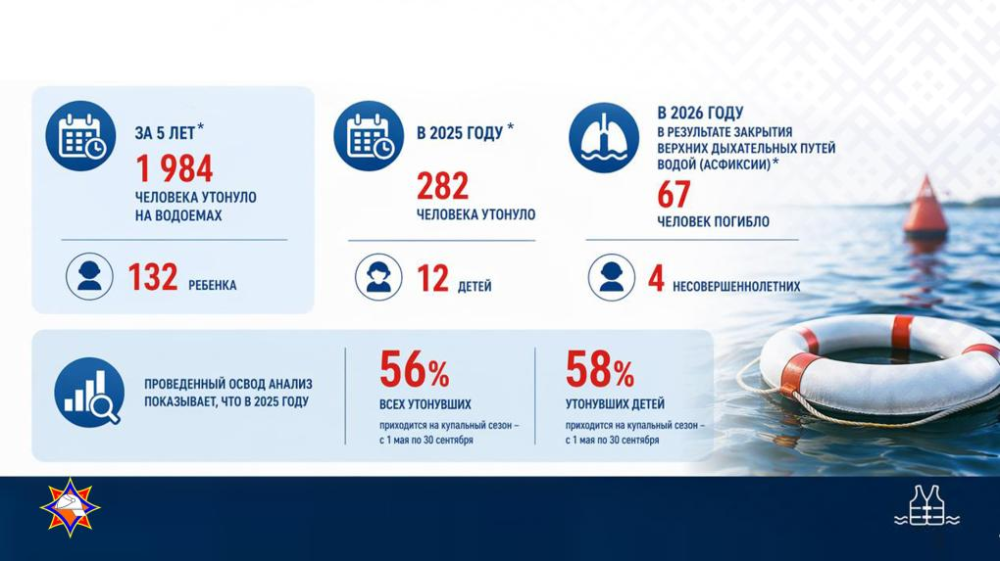 ЗА 5 ЛЕТ*
1 984
ЧЕЛОВЕКА УТОНУЛО
НА ВОДОЕМАХ
132 РЕБЕНКА
В 2025 ГОДУ *
282
ЧЕЛОВЕКА УТОНУЛО
12 ДЕТЕЙ
В 2026 ГОДУ
В РЕЗУЛЬТАТЕ ЗАКРЫТИЯ
ВЕРХНИХ ДЫХАТЕЛЬНЫХ ПУТЕЙ
ВОДОЙ (АСФИКСИИ)*
67
ЧЕЛОВЕК ПОГИБЛО
4 НЕСОВЕРШЕННОЛЕТНИХ
ПРОВЕДЕННЫЙ ОСВОД АНАЛИЗ
ПОКАЗЫВАЕТ, ЧТО В 2025 ГОДУ
56%
ВСЕХ УТОНУВШИХ
приходится на купальный сезон –
с 1 мая по 30 сентября
58%
УТОНУВШИХ ДЕТЕЙ
приходится на купальный сезон –
с 1 мая по 30 сентября